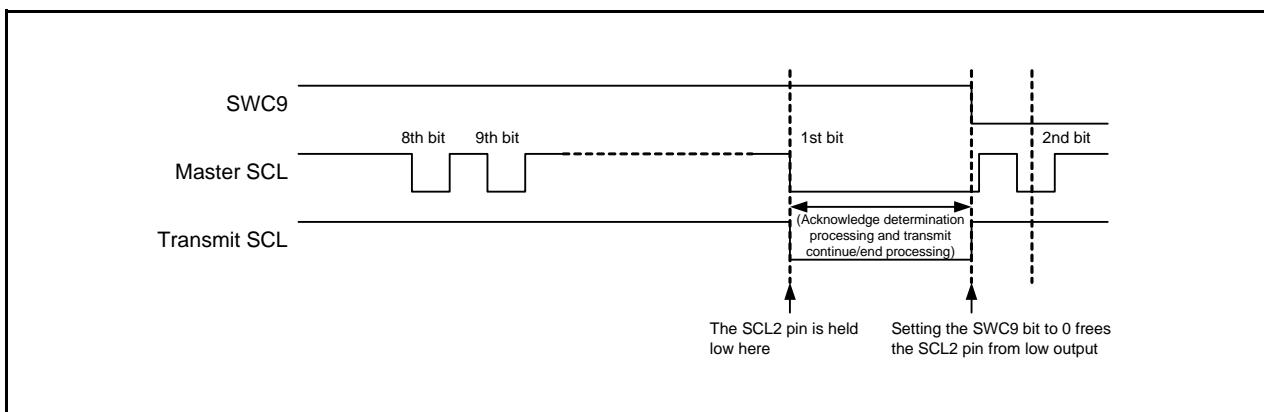 SWC9
8th bit
9th bit
1st bit
2nd bit
Master SCL
Transmit SCL
(Acknowledge determination
processing and transmit
continue/end processing)
The SCL2 pin is held
low here
Setting the SWC9 bit to 0 frees
the SCL2 pin from low output